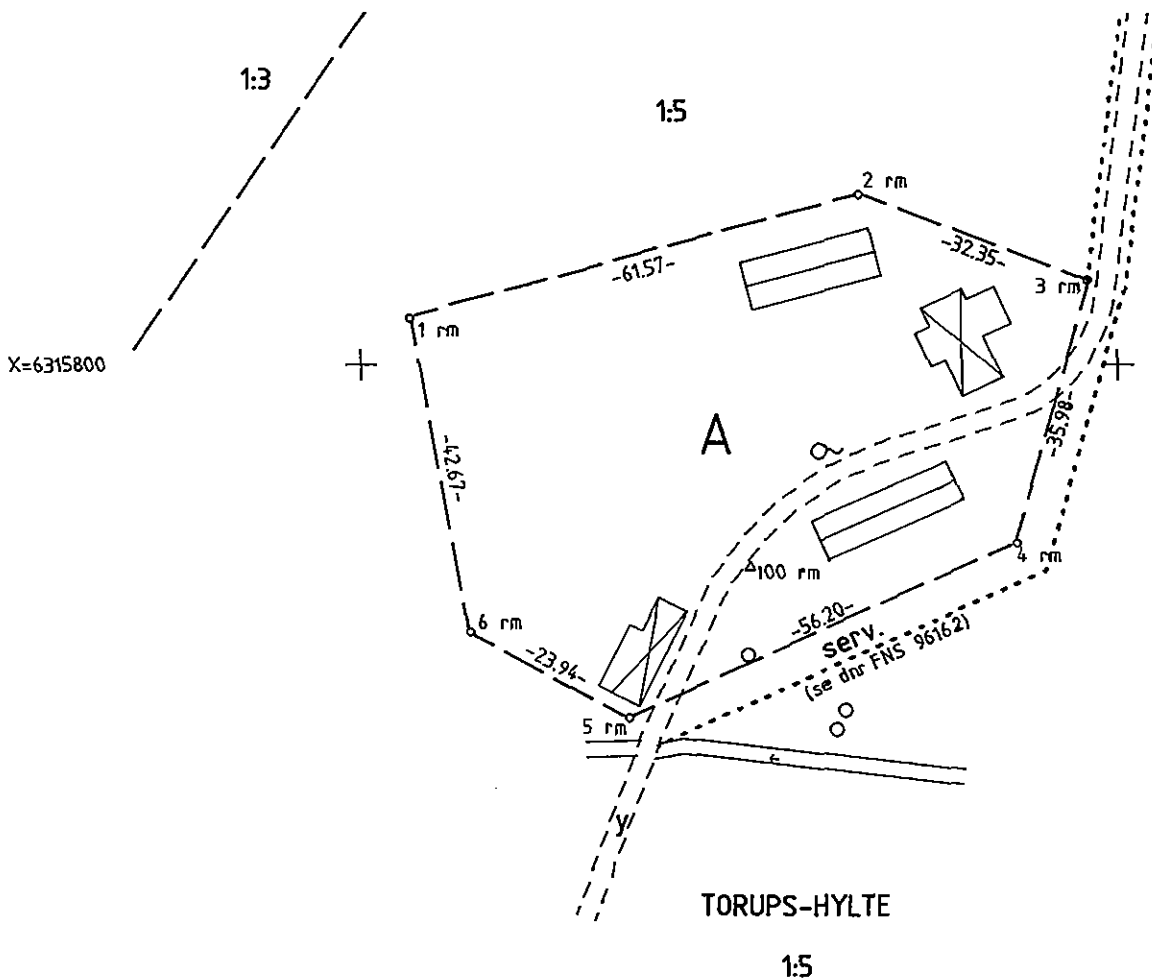 1:3
1:5
2 rm
-61.57-
-32.35-
3 rm
1 rm
X=6315800
A
-35.98-
-42.67-
4 rm
100 rm
-56.20-
6 rm
serv.
(se dnr FNS 96162)
-23.94-
5 rm
y
TORUPS-HYLTE
1:5